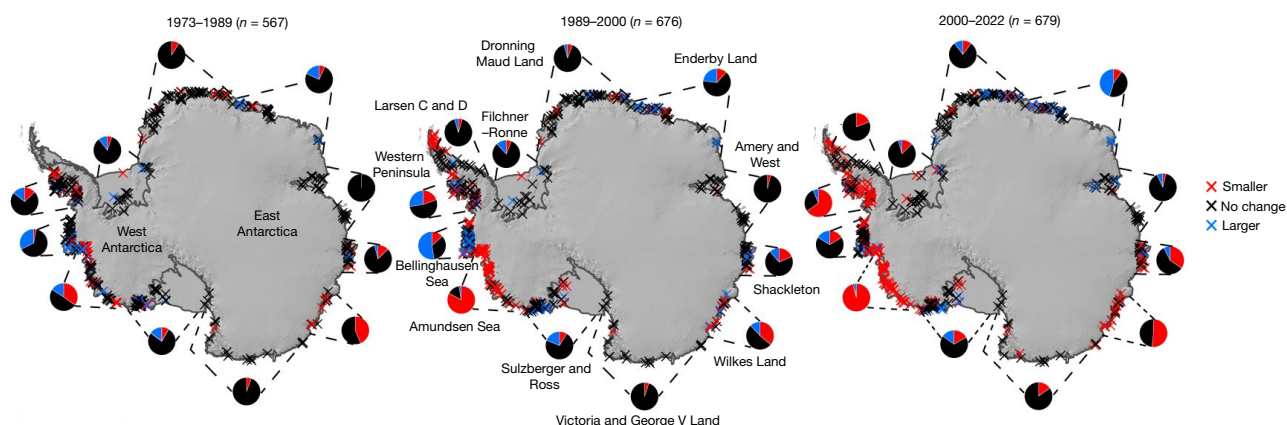 1973–1989 (n = 567)
1989–2000 (n = 676)
2000–2022 (n = 679)
Dronning
Maud Land
Enderby Land
Larsen C and D
Filchner
–Ronne
Western
Peninsula
Amery and
West
West
Antarctica
East
Antarctica
Bellinghausen
Sea
Shackleton
Amundsen Sea
Sulzberger and
Ross
Wilkes Land
Victoria and George V Land
Smaller
No change
Larger